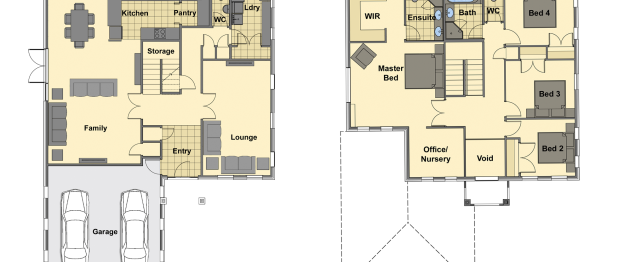 Kitchen
Pantry
WC
Ldry
Storage
Family
Entry
Lounge
Garage
WIR
Ensuite
Bath
WC
Bed 4
Master
Bed
Bed 3
Office/
Nursery
Void
Bed 2